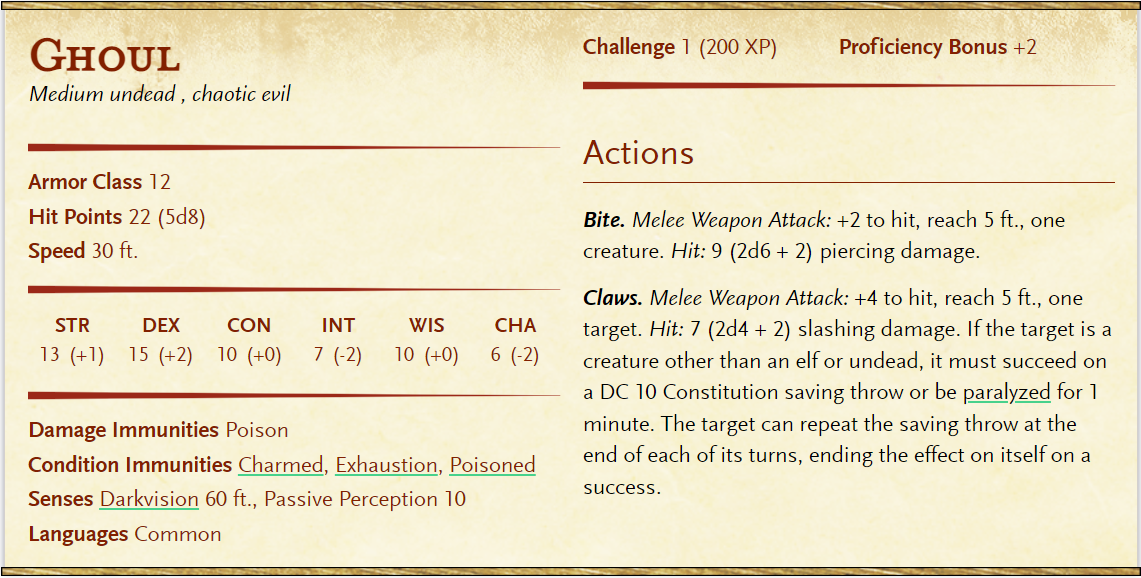 Ghoul
Medium undead , chaotic evil
Armor Class 12
Hit Points 22 (5d8)
Speed 30 ft.
STR DEX CON INT WIS CHA
13 (+1) 15 (+2) 10 (+0) 7 (-2) 10 (+0) 6 (-2)
Damage Immunities Poison
Condition Immunities Charmed, Exhaustion, Poisoned
Senses Darkvision 60 ft., Passive Perception 10
Languages Common
Challenge 1 (200 XP) Proficiency Bonus +2
Actions
Bite. Melee Weapon Attack: +2 to hit, reach 5 ft., one
creature. Hit: 9 (2d6 + 2) piercing damage.
Claws. Melee Weapon Attack: +4 to hit, reach 5 ft., one
target. Hit: 7 (2d4 + 2) slashing damage. If the target is a
creature other than an elf or undead, it must succeed on
a DC 10 Constitution saving throw or be paralyzed for 1
minute. The target can repeat the saving throw at the
end of each of its turns, ending the effect on itself on a
success.